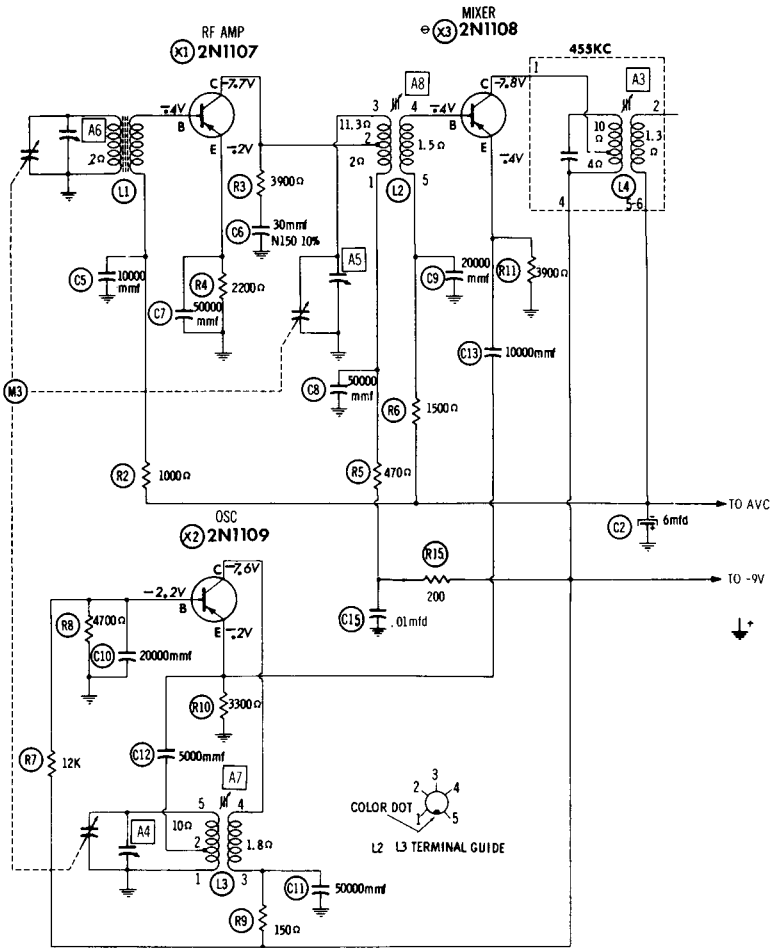 MIXER
RF AMP
X1 2N1107
⊖ X3 2N1108
455KC
C -7.7V
A8
C -7.8V
1
A3
A6
-.4V
B
3
4
-.4V
B
2
11.3Ω
10
Ω
1.3
Ω
2
1.5Ω
.2Ω
E
-.2V
2Ω
E
-.4V
4Ω
L1
R3
3900Ω
1
L2
5
L4
4
5-6
C6
30mmf
N150 10%
A5
C5
10000
mmf
R4
2200Ω
20000
mmf
C9
R11
3900Ω
C7
50000
mmf
C13
10000mmf
M3
C8
50000
mmf
R6
1500Ω
R2
1000Ω
R5
470Ω
TO AVC
OSC
X2 2N1109
C2
6mfd
C -7.6V
R15
200
TO -9V
-2.2V
B
R8
4700Ω
C15
.01mfd
+
E
-.2V
C10
20000mmf
R10
3300Ω
R7
12K
C12
5000mmf
A7
3
2
4
COLOR DOT
1
5
L2 L3 TERMINAL GUIDE
5
4
A4
10Ω
2
1.8Ω
1
L3
3
C11
50000mmf
R9
150Ω